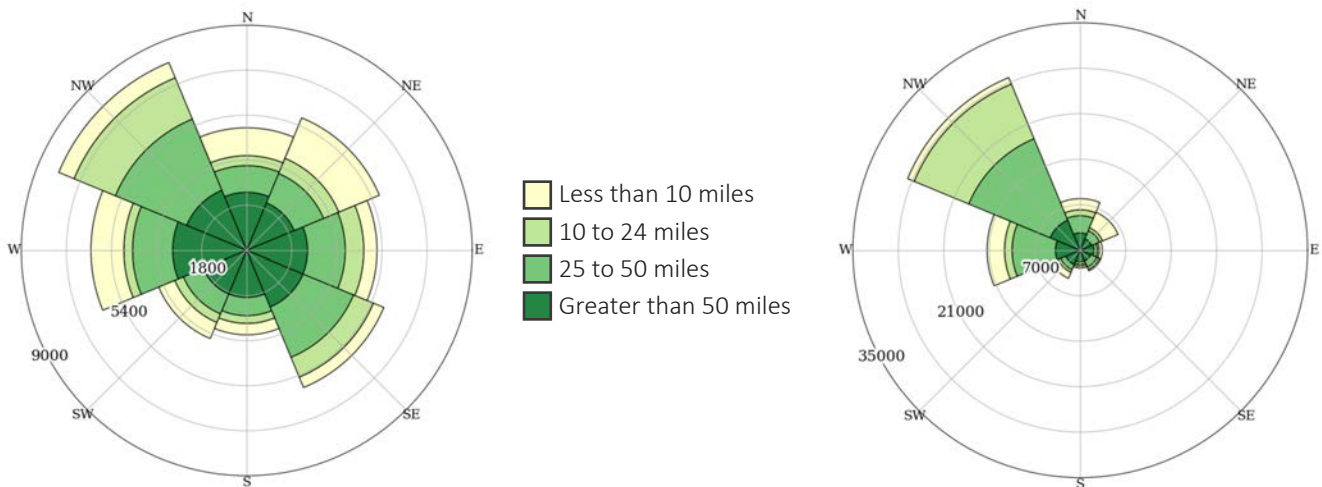 N
NW
NE
W
E
1800
5400
9000
SW
SE
S
Less than 10 miles
10 to 24 miles
25 to 50 miles
Greater than 50 miles
N
NW
NE
W
E
7000
21000
35000
SW
SE
S